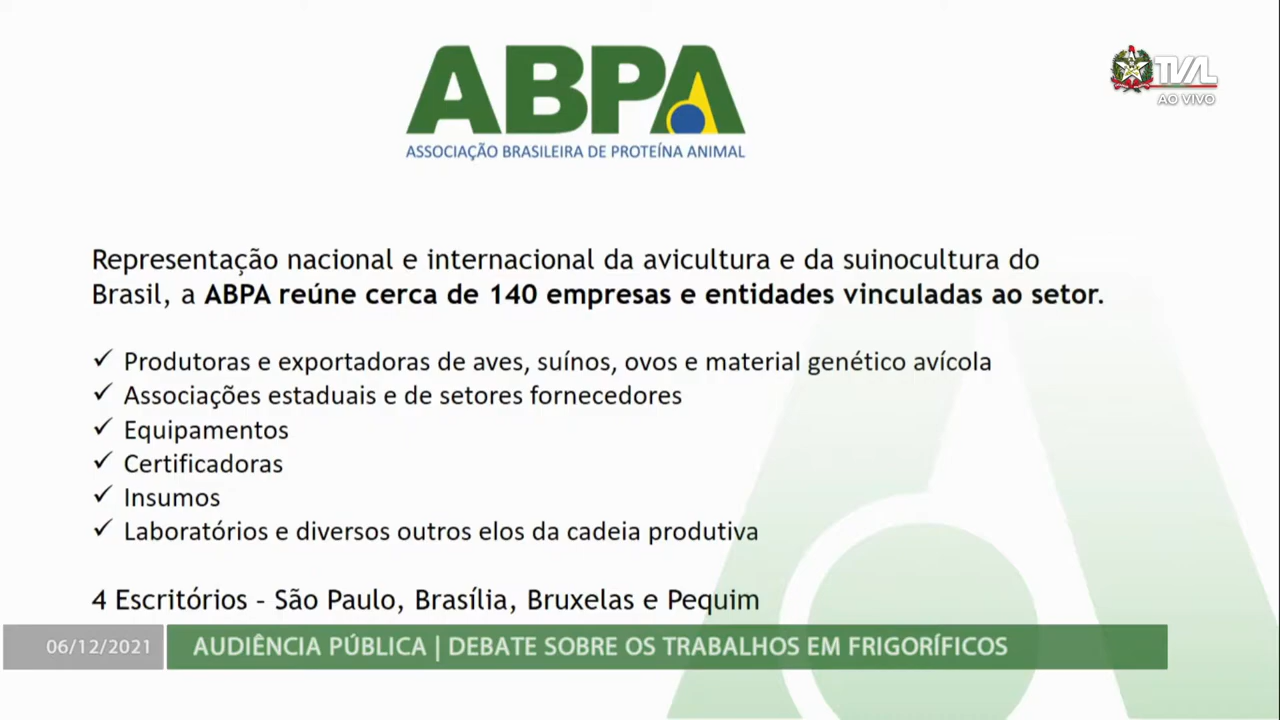 ABPA
ASSOCIAÇÃO BRASILEIRA DE PROTEÍNA ANIMAL
TVAL
AO VIVO
Representação nacional e internacional da avicultura e da suinocultura do
Brasil, a ABPA reúne cerca de 140 empresas e entidades vinculadas ao setor.
✓ Produtoras e exportadoras de aves, suínos, ovos e material genético avícola
✓ Associações estaduais e de setores fornecedores
✓ Equipamentos
✓ Certificadoras
✓ Insumos
✓ Laboratórios e diversos outros elos da cadeia produtiva
4 Escritórios - São Paulo, Brasília, Bruxelas e Pequim
06/12/2021 AUDIÊNCIA PÚBLICA | DEBATE SOBRE OS TRABALHOS EM FRIGORÍFICOS